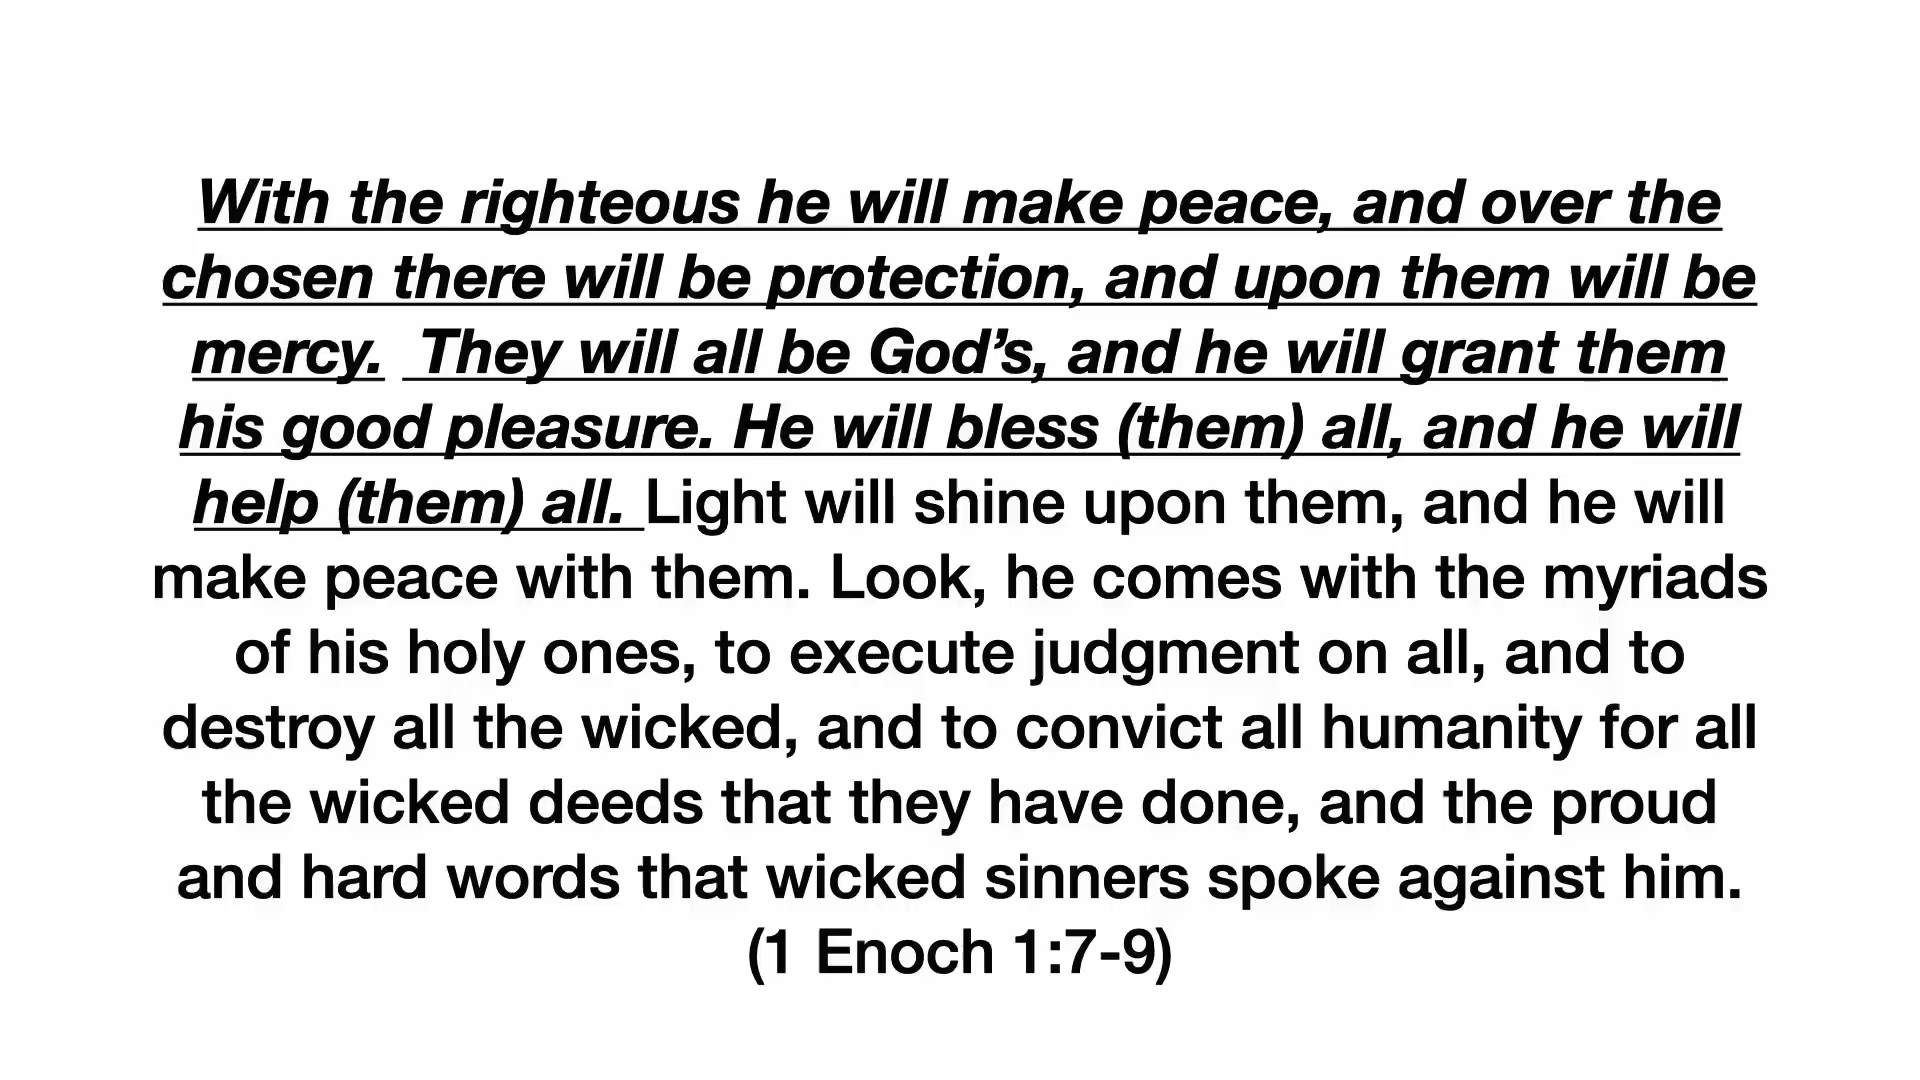 With the righteous he will make peace, and over the
chosen there will be protection, and upon them will be
mercy.  They will all be God’s, and he will grant them
his good pleasure. He will bless (them) all, and he will
help (them) all. Light will shine upon them, and he will
make peace with them. Look, he comes with the myriads
of his holy ones, to execute judgment on all, and to
destroy all the wicked, and to convict all humanity for all
the wicked deeds that they have done, and the proud
and hard words that wicked sinners spoke against him.
(1 Enoch 1:7-9)